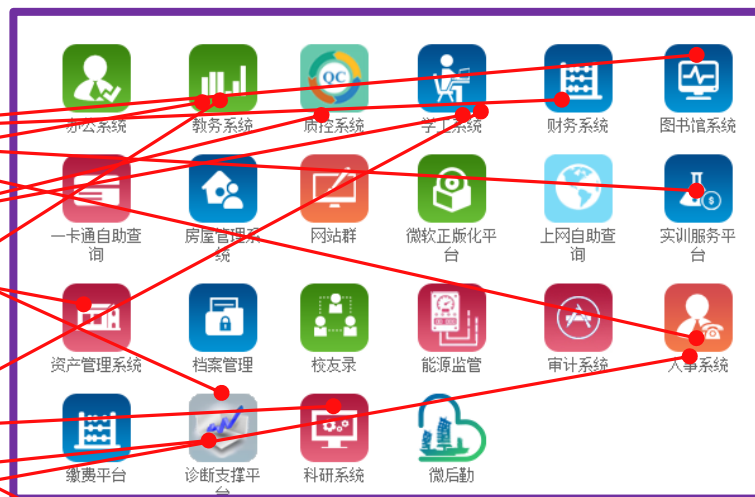 QC
办公系统 教务系统 质控系统 学工系统 财务系统 图书馆系统
一卡通自助查询 房屋管理系统 网站群 微软正版化平台 上网自助查询 实训服务平台
资产管理系统 档案管理 校友录 能源监管 审计系统 人事系统
缴费平台 诊断支撑平台 科研系统 微后勤